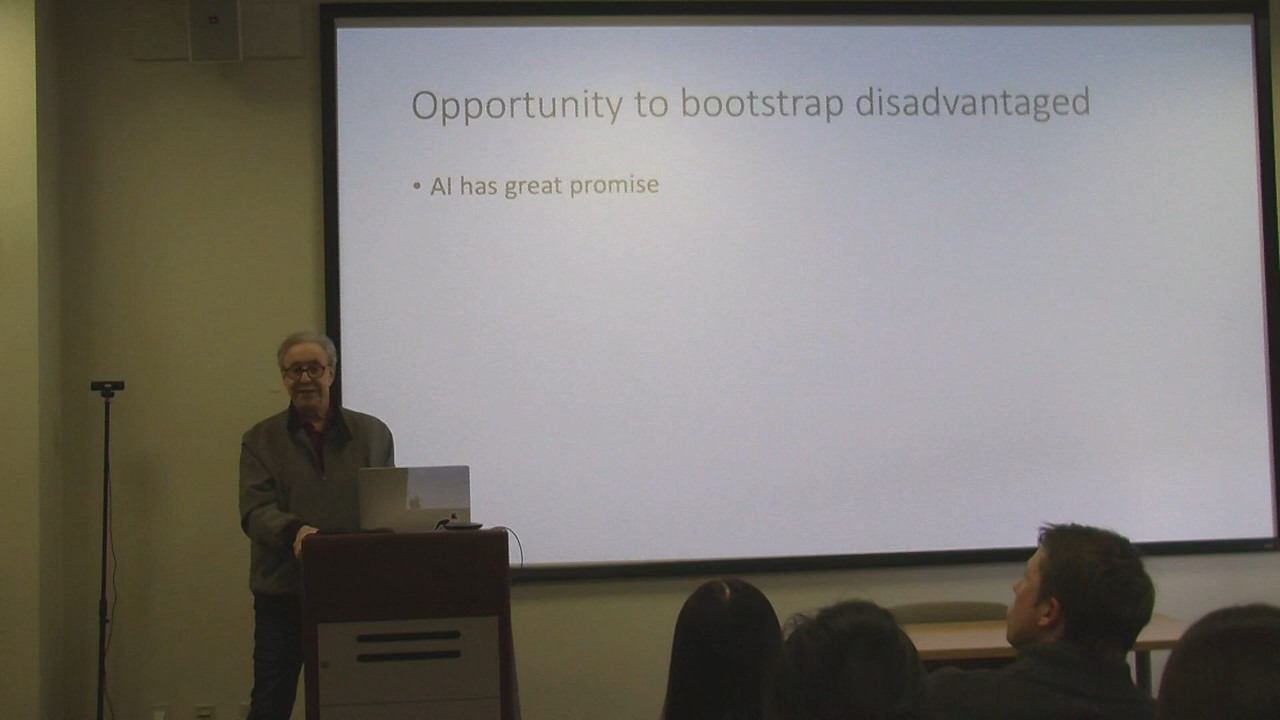 Opportunity to bootstrap disadvantaged
• AI has great promise